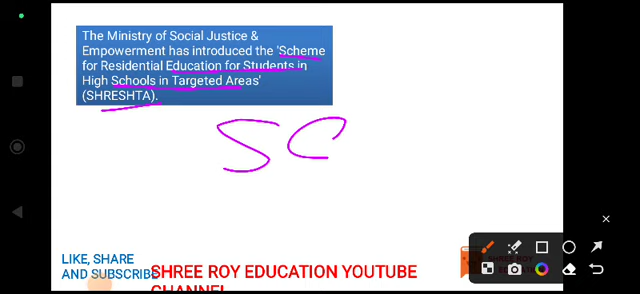 The Ministry of Social Justice &
Empowerment has introduced the 'Scheme
for Residential Education for Students in
High Schools in Targeted Areas'
(SHRESHTA).
SC
LIKE, SHARE
AND SUBSCRIBE
SHREE ROY EDUCATION YOUTUBE
CHANNEL